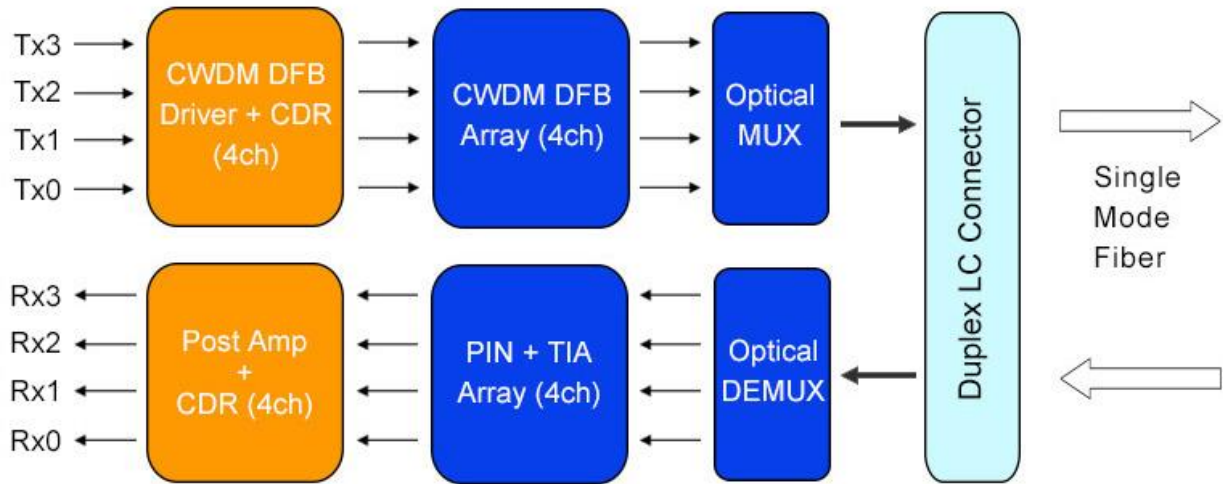 Tx3
Tx2
Tx1
Tx0
CWDM DFB
Driver + CDR
(4ch)
CWDM DFB
Array (4ch)
Optical
MUX
Duplex LC Connector
Single
Mode
Fiber
Rx3
Rx2
Rx1
Rx0
Post Amp
+
CDR (4ch)
PIN + TIA
Array (4ch)
Optical
DEMUX